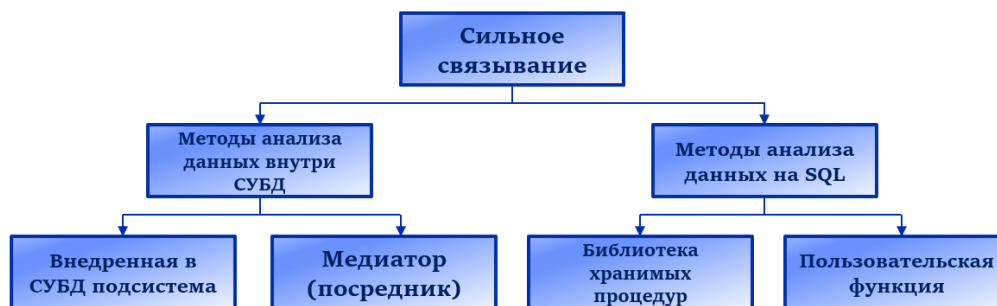 Сильное
связывание
Методы анализа
данных внутри
СУБД
Методы анализа
данных на SQL
Внедренная в
СУБД подсистема
Медиатор
(посредник)
Библиотека
хранимых
процедур
Пользовательская
функция